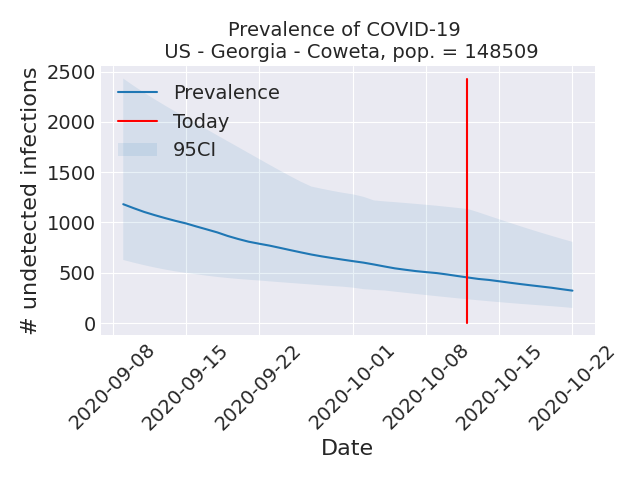 Prevalence of COVID-19
US - Georgia - Coweta, pop. = 148509
# undetected infections
2500
2000
1500
1000
500
0
Prevalence
Today
95CI
2020-09-08
2020-09-15
2020-09-22
2020-10-01
2020-10-08
2020-10-15
2020-10-22
Date